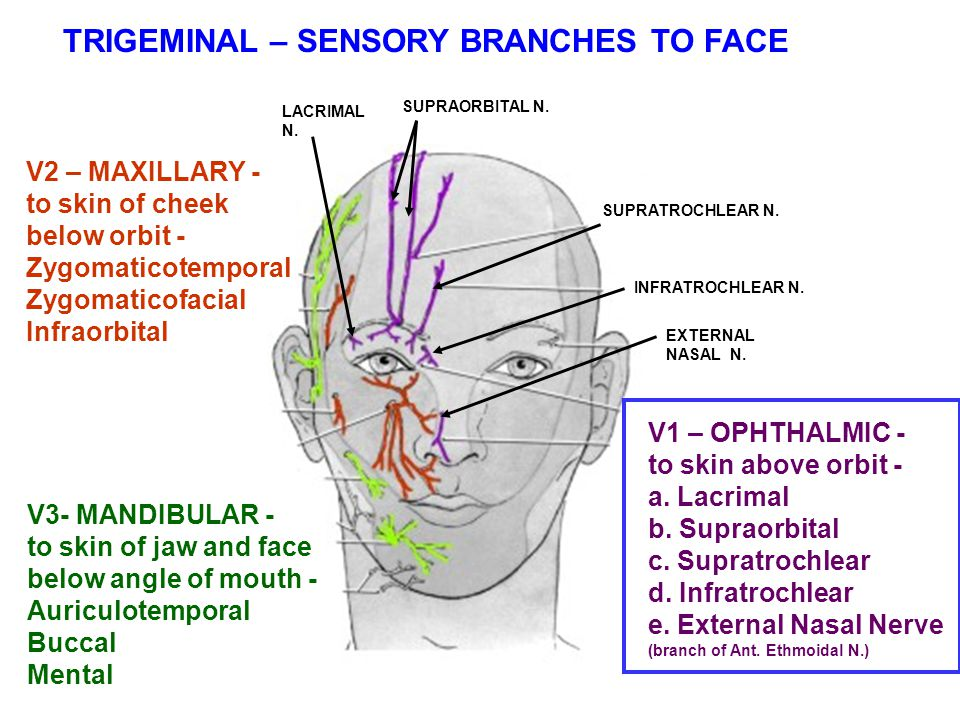 TRIGEMINAL – SENSORY BRANCHES TO FACE
LACRIMAL
N.
SUPRAORBITAL N.
V2 – MAXILLARY -
to skin of cheek
below orbit -
Zygomaticotemporal
Zygomaticofacial
Infraorbital
SUPRATROCHLEAR N.
INFRATROCHLEAR N.
EXTERNAL
NASAL N.
V1 – OPHTHALMIC -
to skin above orbit -
a. Lacrimal
b. Supraorbital
c. Supratrochlear
d. Infratrochlear
e. External Nasal Nerve
(branch of Ant. Ethmoidal N.)
V3- MANDIBULAR -
to skin of jaw and face
below angle of mouth -
Auriculotemporal
Buccal
Mental